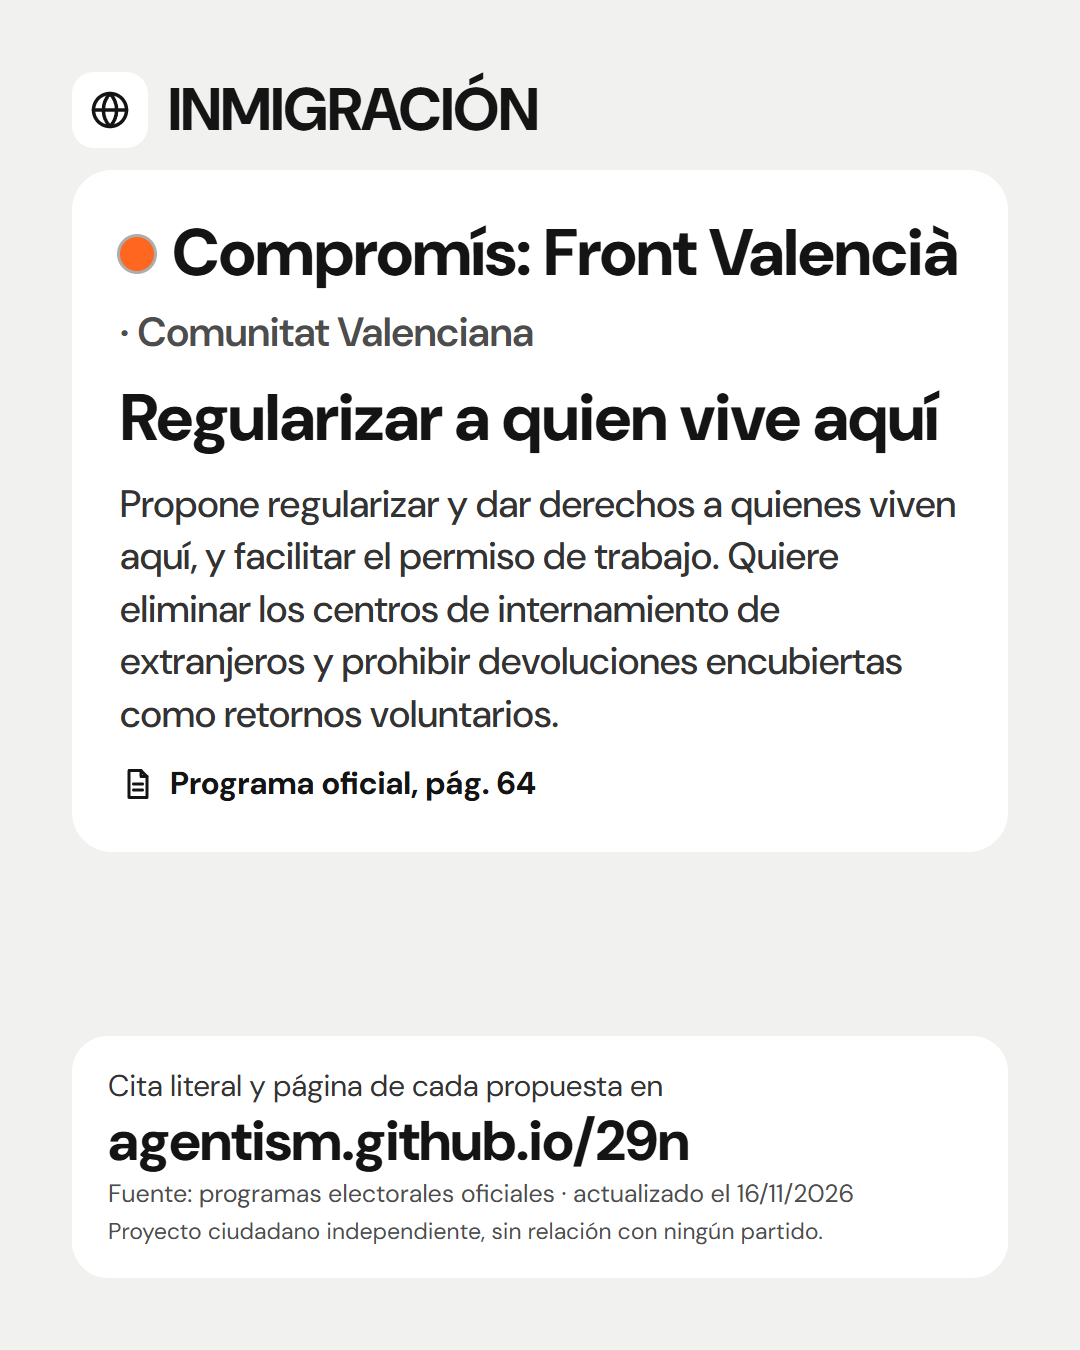 INMIGRACIÓN
Compromís: Front Valencià
· Comunitat Valenciana
Regularizar a quien vive aquí
Propone regularizar y dar derechos a quienes viven
aquí, y facilitar el permiso de trabajo. Quiere
eliminar los centros de internamiento de
extranjeros y prohibir devoluciones encubiertas
como retornos voluntarios.
Programa oficial, pág. 64
Cita literal y página de cada propuesta en
agentism.github.io/29n
Fuente: programas electorales oficiales · actualizado el 16/11/2026
Proyecto ciudadano independiente, sin relación con ningún partido.